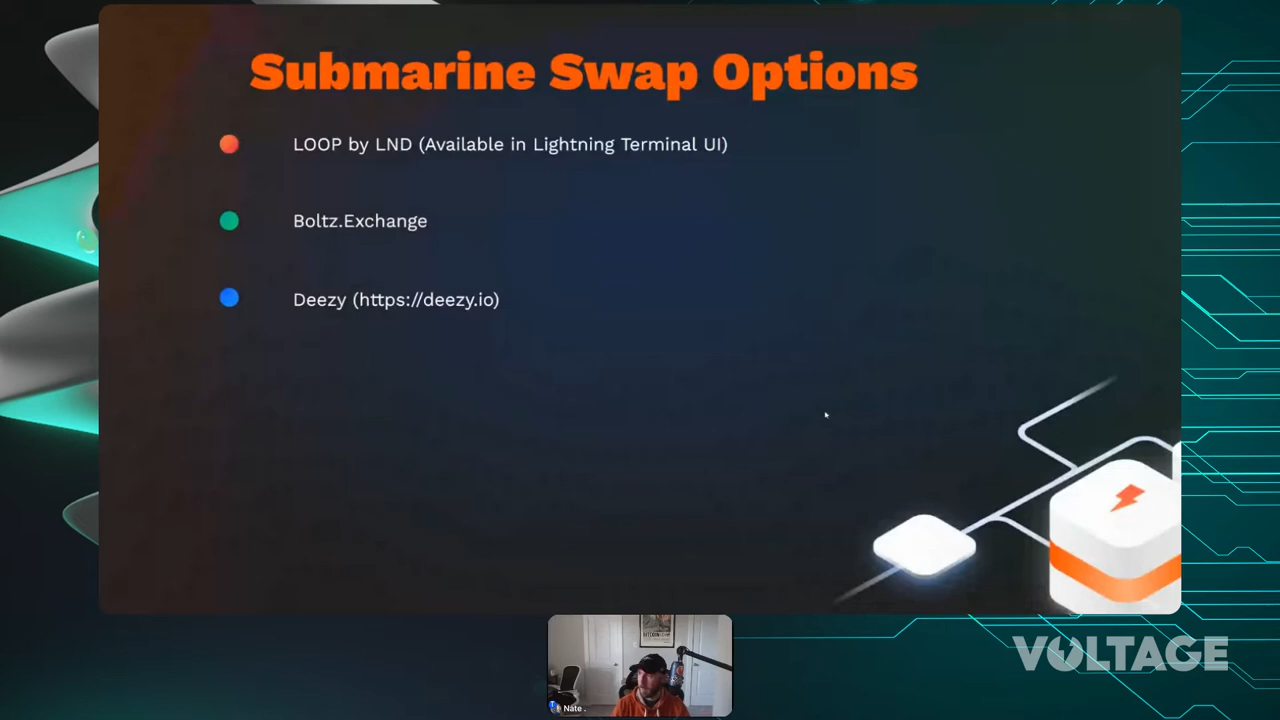 Submarine Swap Options
LOOP by LND (Available in Lightning Terminal UI)
Boltz.Exchange
Deezy (https://deezy.io)
Nate .
VOLTAGE